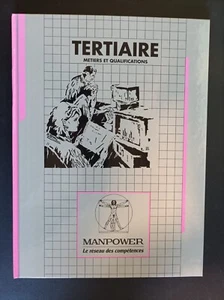 TERTIAIRE
METIERS ET QUALIFICATIONS
MANPOWER
Le réseau des compétences